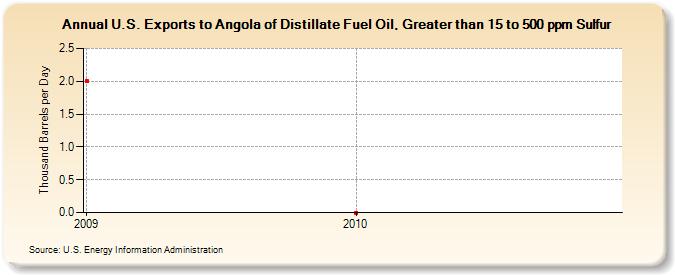 Annual U.S. Exports to Angola of Distillate Fuel Oil, Greater than 15 to 500 ppm Sulfur
Thousand Barrels per Day
2.5
2.0
1.5
1.0
0.5
0.0
2009
2010
Source: U.S. Energy Information Administration